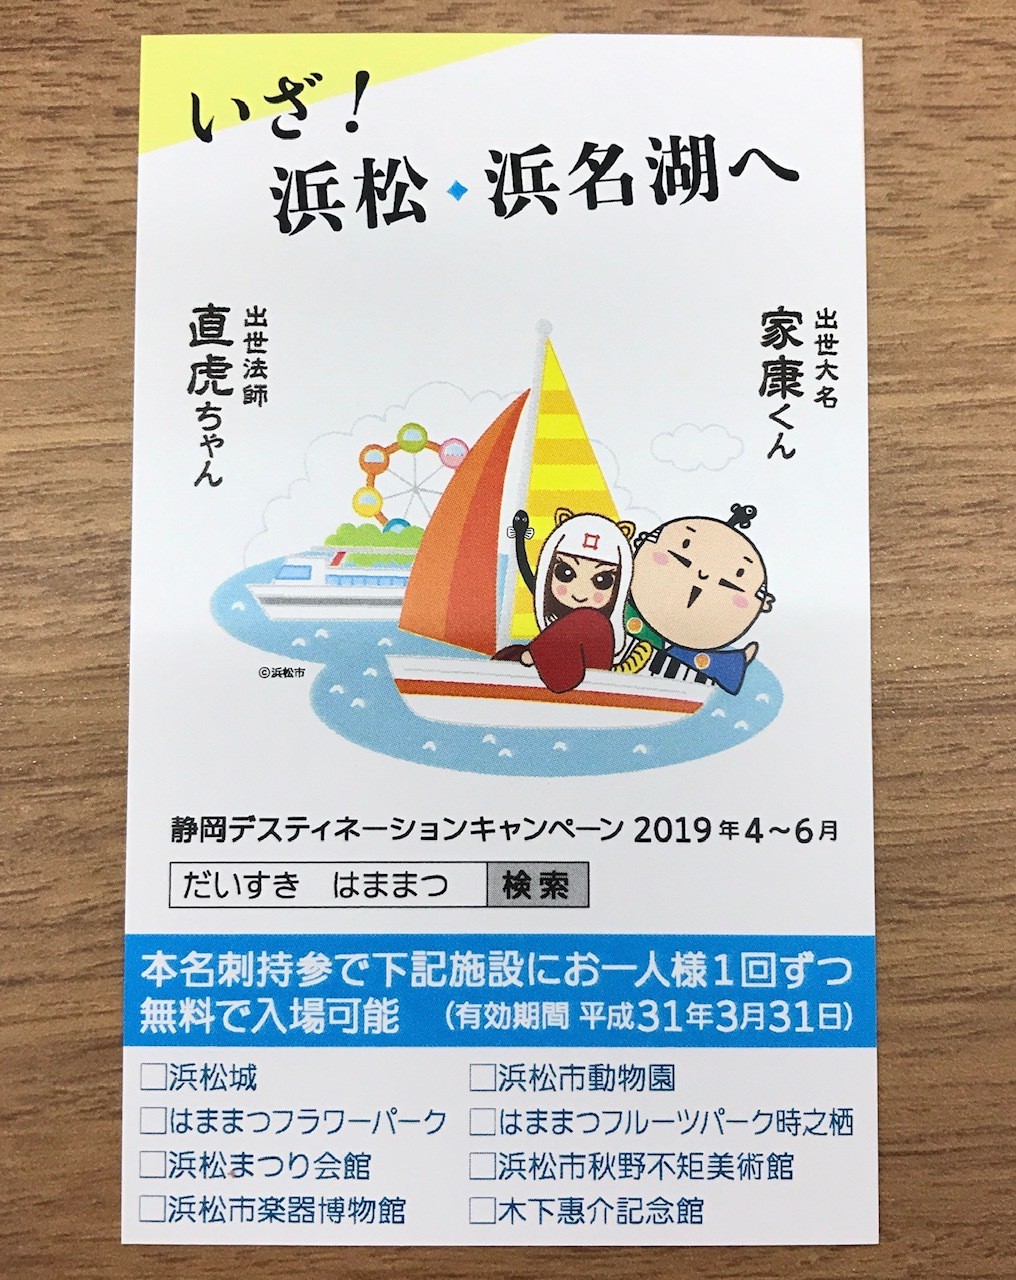 いざ!
浜松・浜名湖へ
出世大名
家康くん
出世法師
直虎ちゃん
©浜松市
静岡デスティネーションキャンペーン 2019年4~6月
だいすき はままつ 検索
本名刺持参で下記施設にお一人様1回ずつ
無料で入場可能 (有効期間 平成31年3月31日)
□浜松城 □浜松市動物園
□はままつフラワーパーク □はままつフルーツパーク時之栖
□浜松まつり会館 □浜松市秋野不矩美術館
□浜松市楽器博物館 □木下惠介記念館